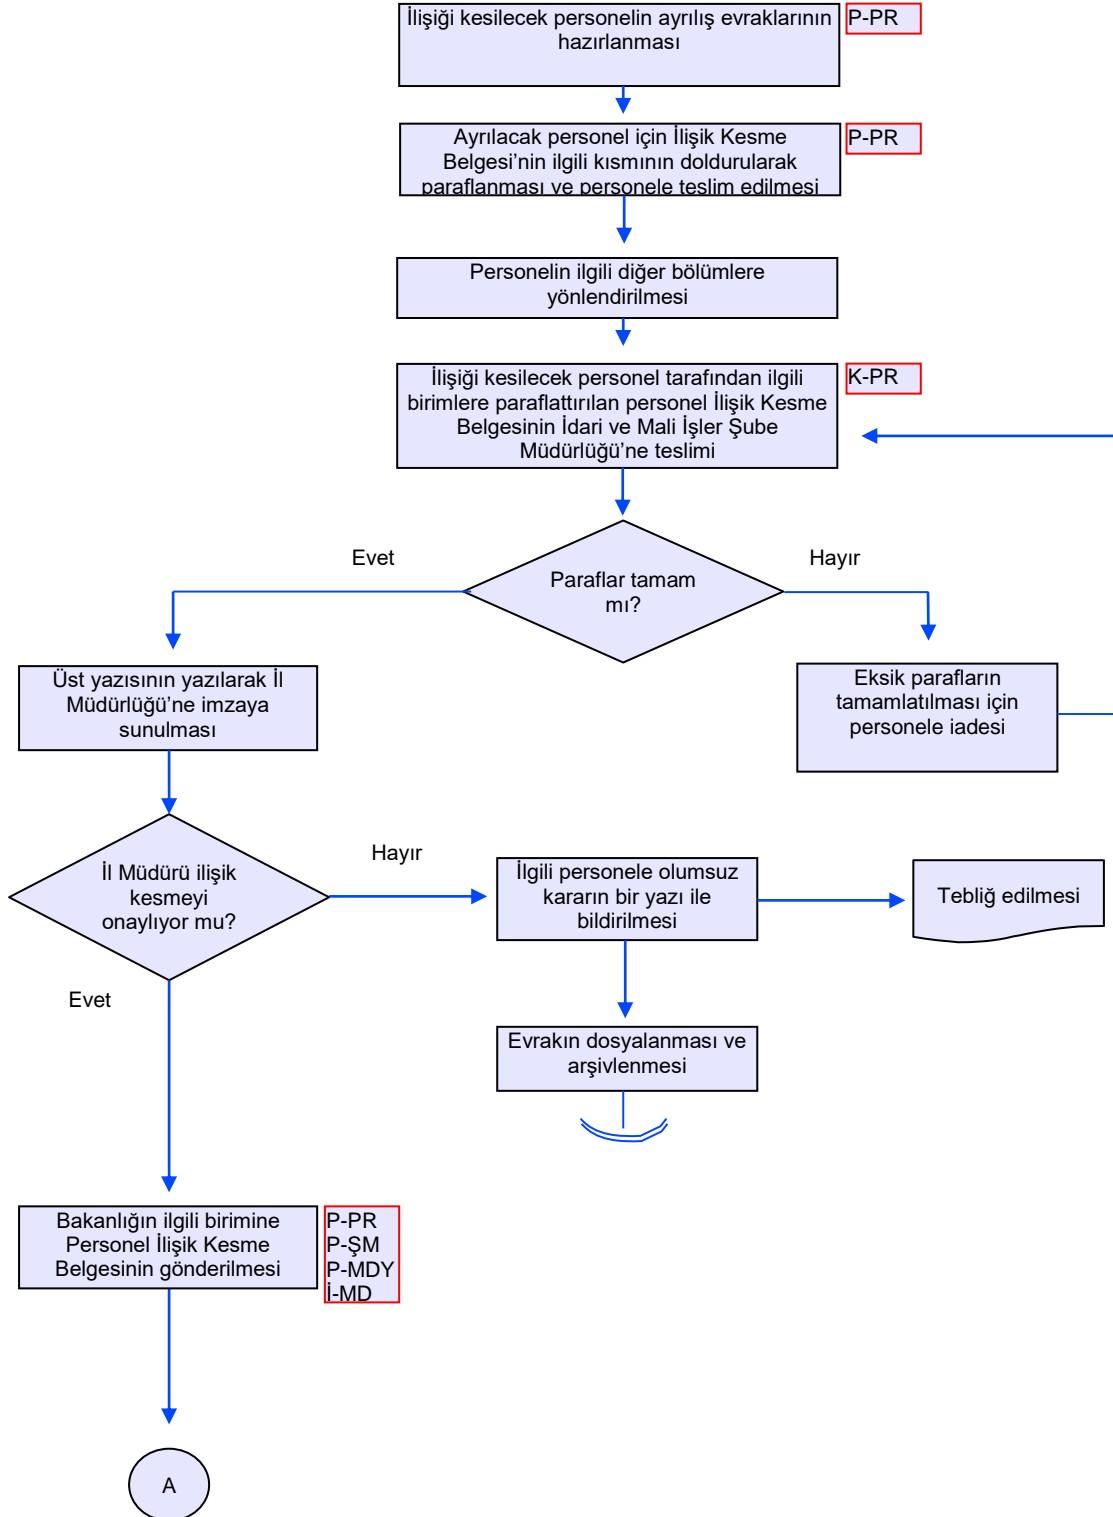 İlişiği kesilecek personelin ayrılış evraklarının
hazırlanması
P-PR
Ayrılacak personel için İlişik Kesme
Belgesi’nin ilgili kısmının doldurularak
paraflanması ve personele teslim edilmesi
P-PR
Personelin ilgili diğer bölümlere
yönlendirilmesi
İlişiği kesilecek personel tarafından ilgili
birimlere paraflattırılan personel İlişik Kesme
Belgesinin İdari ve Mali İşler Şube
Müdürlüğü’ne teslimi
K-PR
Evet
Paraflar tamam
mı?
Hayır
Üst yazısının yazılarak İl
Müdürlüğü’ne imzaya
sunulması
Eksik parafların
tamamlatılması için
personele iadesi
İl Müdürü ilişik
kesmeyi
onaylıyor mu?
Hayır
İlgili personele olumsuz
kararın bir yazı ile
bildirilmesi
Tebliğ edilmesi
Evet
Evrakın dosyalanması ve
arşivlenmesi
Bakanlığın ilgili birimine
Personel İlişik Kesme
Belgesinin gönderilmesi
P-PR
P-ŞM
P-MDY
İ-MD
A